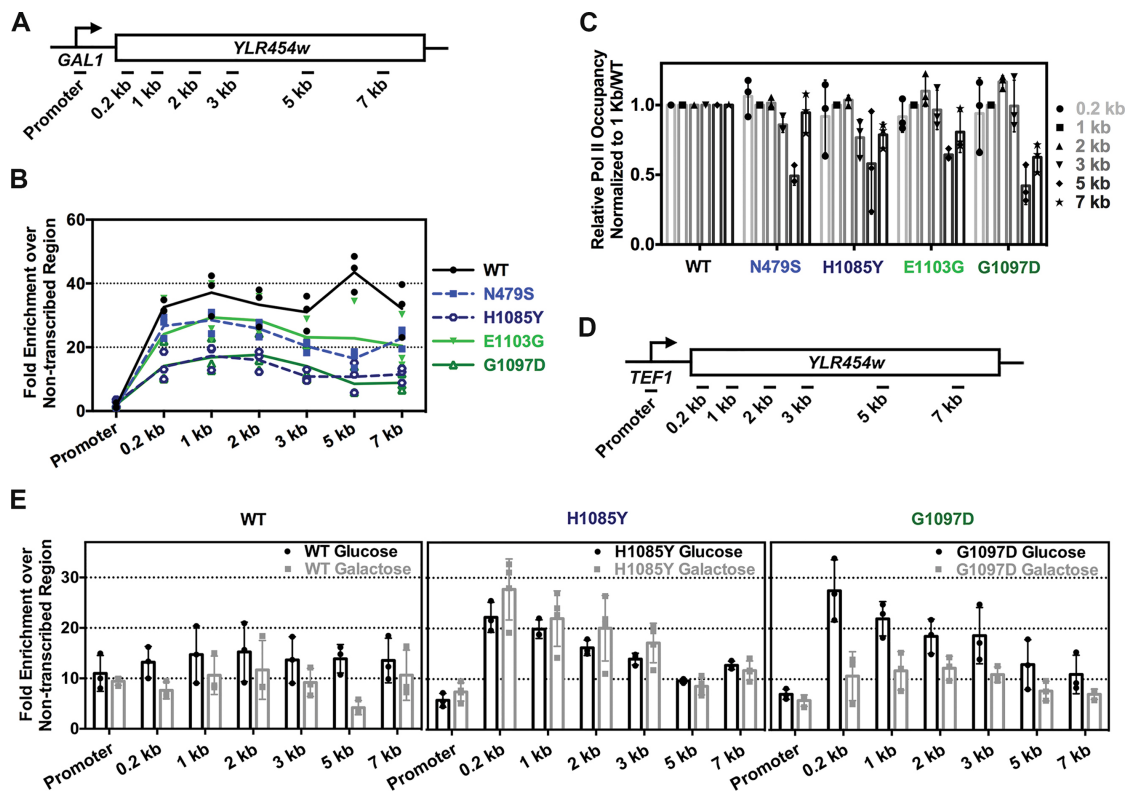 A
GAL1
YLR454w
Promoter
0.2 kb
1 kb
2 kb
3 kb
5 kb
7 kb
B
Fold Enrichment over
Non-transcribed Region
60
40
20
0
Promoter
0.2 kb
1 kb
2 kb
3 kb
5 kb
7 kb
WT
N479S
H1085Y
E1103G
G1097D
C
Relative Pol II Occupancy
Normalized to 1 Kb/WT
1.0
0.5
0.0
WT
N479S
H1085Y
E1103G
G1097D
0.2 kb
1 kb
2 kb
3 kb
5 kb
7 kb
D
TEF1
YLR454w
Promoter
0.2 kb
1 kb
2 kb
3 kb
5 kb
7 kb
E
Fold Enrichment over
Non-transcribed Region
30
20
10
0
WT
WT Glucose
WT Galactose
Promoter
0.2 kb
1 kb
2 kb
3 kb
5 kb
7 kb
H1085Y
H1085Y Glucose
H1085Y Galactose
Promoter
0.2 kb
1 kb
2 kb
3 kb
5 kb
7 kb
G1097D
G1097D Glucose
G1097D Galactose
Promoter
0.2 kb
1 kb
2 kb
3 kb
5 kb
7 kb